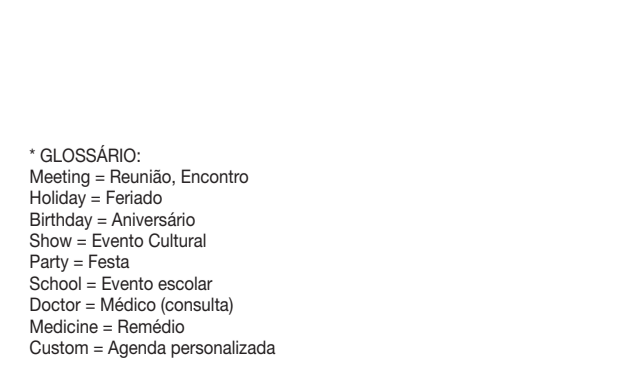 * GLOSSÁRIO:
Meeting = Reunião, Encontro
Holiday = Feriado
Birthday = Aniversário
Show = Evento Cultural
Party = Festa
School = Evento escolar
Doctor = Médico (consulta)
Medicine = Remédio
Custom = Agenda personalizada